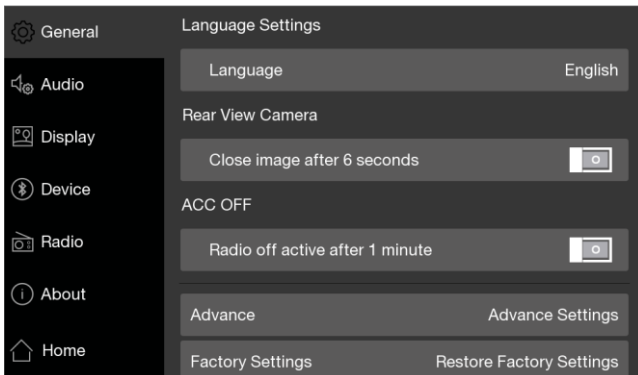 General
Audio
Display
Device
Radio
About
Home
Language Settings
Language English
Rear View Camera
Close image after 6 seconds
ACC OFF
Radio off active after 1 minute
Advance Advance Settings
Factory Settings Restore Factory Settings